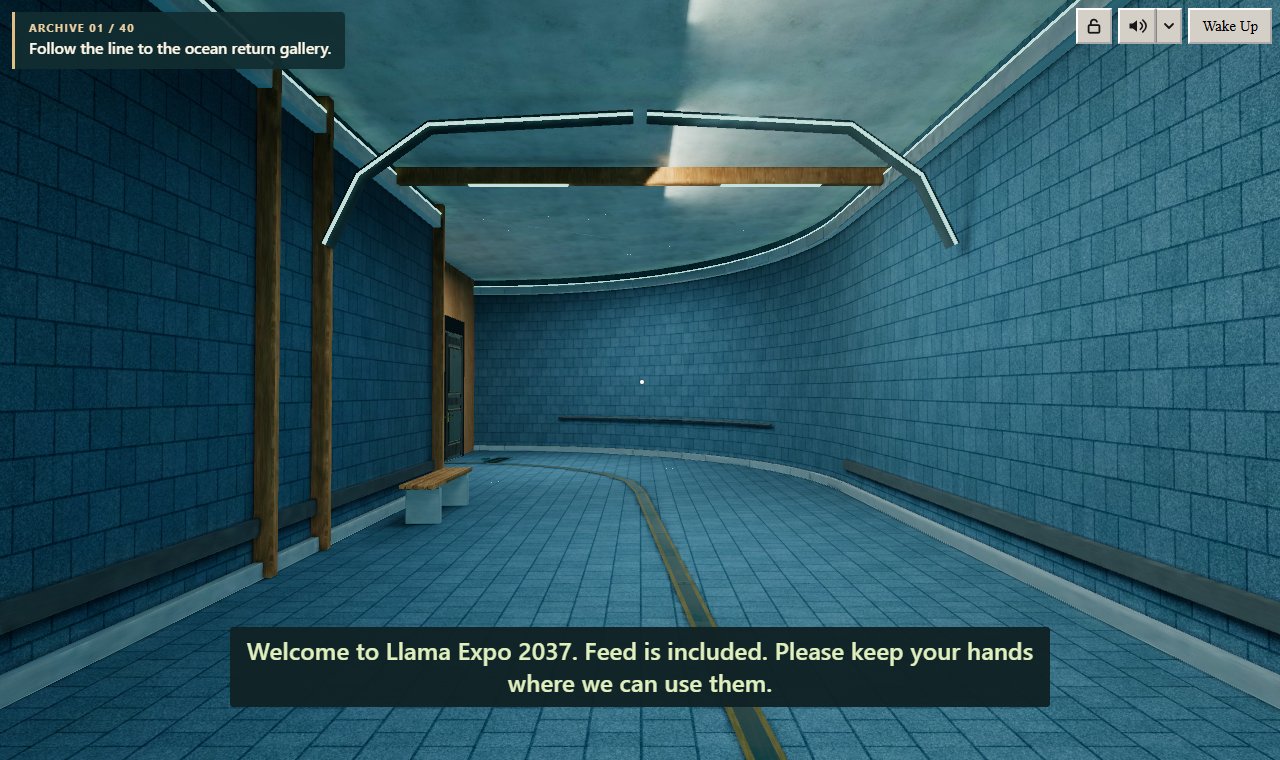 ARCHIVE 01 / 40
Follow the line to the ocean return gallery.
Wake Up
Welcome to Llama Expo 2037. Feed is included. Please keep your hands
where we can use them.